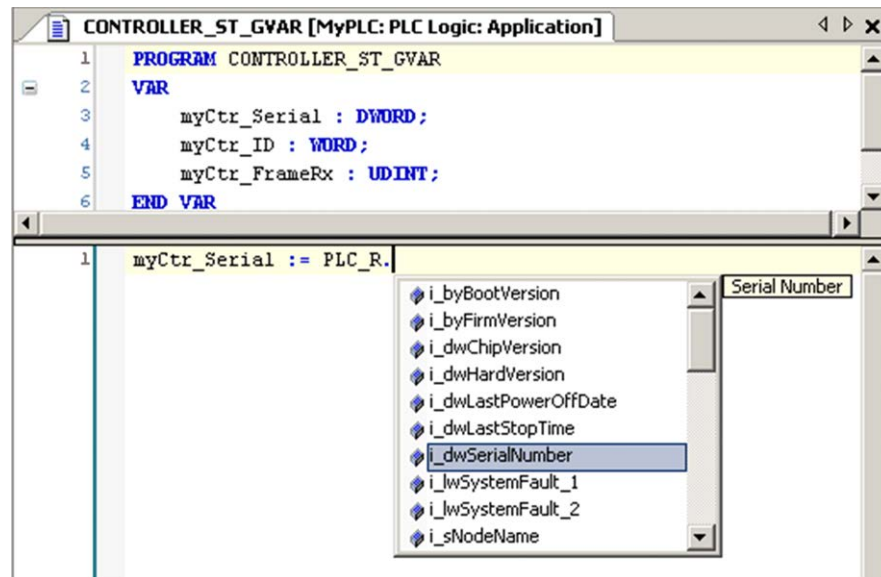 CONTROLLER_ST_GVAR [MyPLC: PLC Logic: Application]
1 PROGRAM CONTROLLER_ST_GVAR
2 VAR
3 myCtr_Serial : DWORD;
4 myCtr_ID : WORD;
5 myCtr_FrameRx : UDINT;
6 END_VAR
1 myCtr_Serial := PLC_R.
i_byBootVersion
i_byFirmVersion
i_dwChipVersion
i_dwHardVersion
i_dwLastPowerOffDate
i_dwLastStopTime
i_dwSerialNumber
i_lwSystemFault_1
i_lwSystemFault_2
i_sNodeName
Serial Number